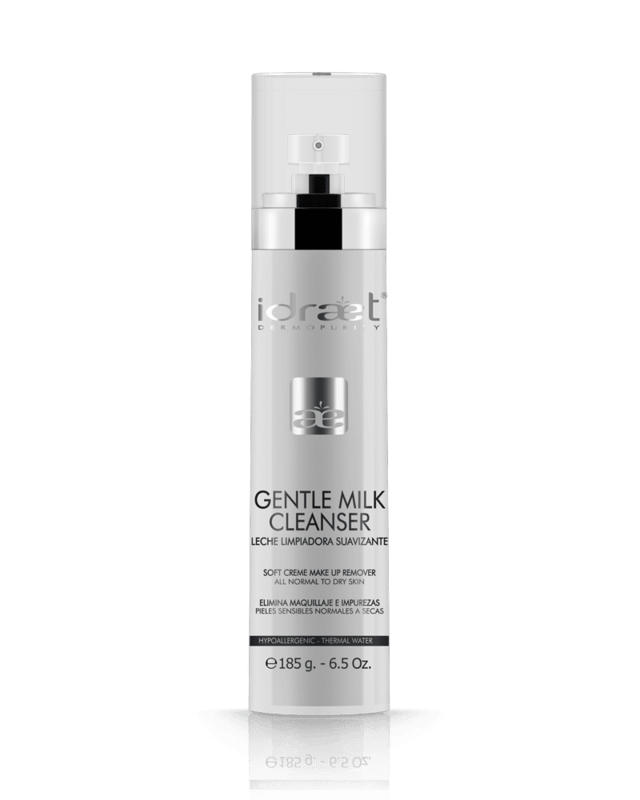 idraet®
DERMOPURITY
æ
GENTLE MILK
CLEANSER
LECHE LIMPIADORA SUAVIZANTE
SOFT CREME MAKE UP REMOVER
ALL NORMAL TO DRY SKIN
ELIMINA MAQUILLAJE E IMPUREZAS
PIELES SENSIBLES NORMALES A SECAS
HYPOALLERGENIC - THERMAL WATER
℮185 g. - 6.5 Oz.